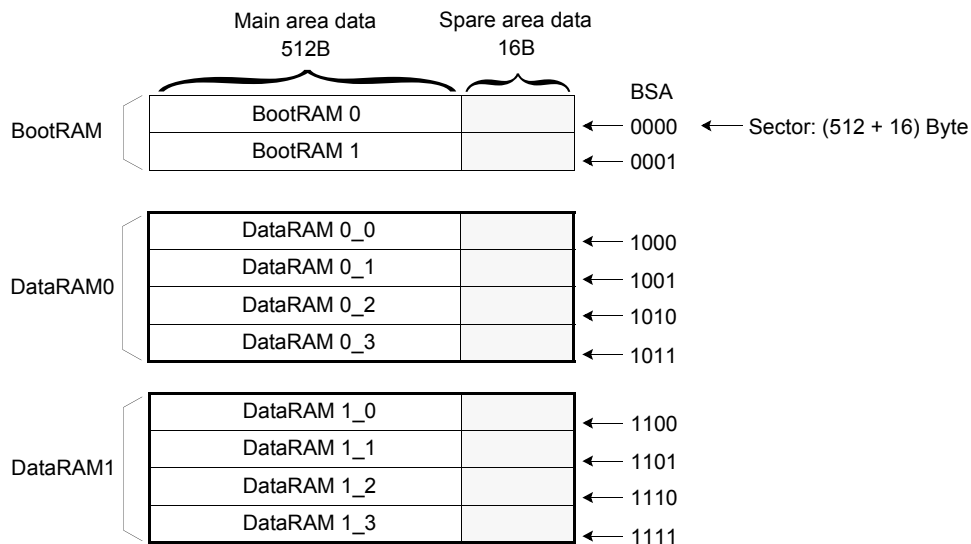 Main area data
512B
Spare area data
16B
BSA
BootRAM
BootRAM 0
0000
Sector: (512 + 16) Byte
BootRAM 1
0001
DataRAM0
DataRAM 0_0
1000
DataRAM 0_1
1001
DataRAM 0_2
1010
DataRAM 0_3
1011
DataRAM1
DataRAM 1_0
1100
DataRAM 1_1
1101
DataRAM 1_2
1110
DataRAM 1_3
1111